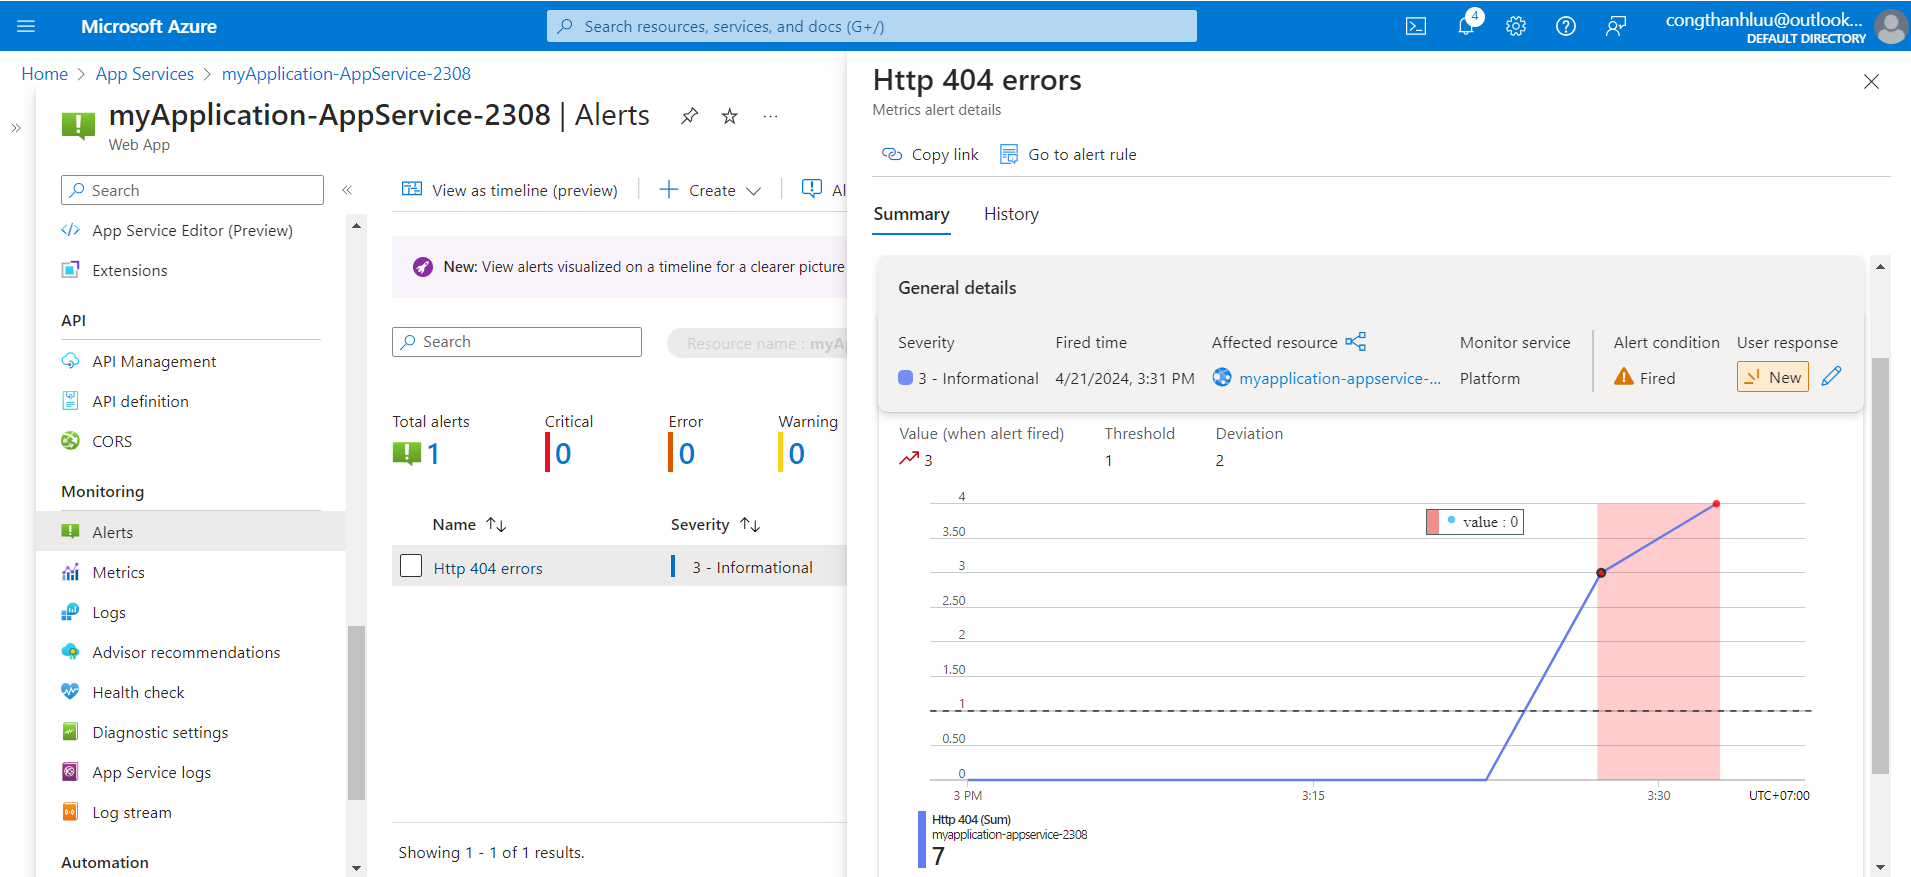 Microsoft Azure
Search resources, services, and docs (G+/)
4
congthanhluu@outlook...
DEFAULT DIRECTORY
Home > App Services > myApplication-AppService-2308
myApplication-AppService-2308 | Alerts
Web App
Search
App Service Editor (Preview)
Extensions
API
API Management
API definition
CORS
Monitoring
Alerts
Metrics
Logs
Advisor recommendations
Health check
Diagnostic settings
App Service logs
Log stream
Automation
View as timeline (preview)
Create
Al
New: View alerts visualized on a timeline for a clearer picture
Search
Resource name : myAp
Total alerts
1
Critical
0
Error
0
Warning
0
Name
Severity
Http 404 errors
3 - Informational
Showing 1 - 1 of 1 results.
Http 404 errors
Metrics alert details
Copy link
Go to alert rule
Summary
History
General details
Severity
3 - Informational
Fired time
4/21/2024, 3:31 PM
Affected resource
myapplication-appservice-...
Monitor service
Platform
Alert condition
Fired
User response
New
Value (when alert fired)
3
Threshold
1
Deviation
2
4
3.50
3
2.50
2
1.50
1
0.50
0
value : 0
3 PM
3:15
3:30
UTC+07:00
Http 404 (Sum)
myapplication-appservice-2308
7